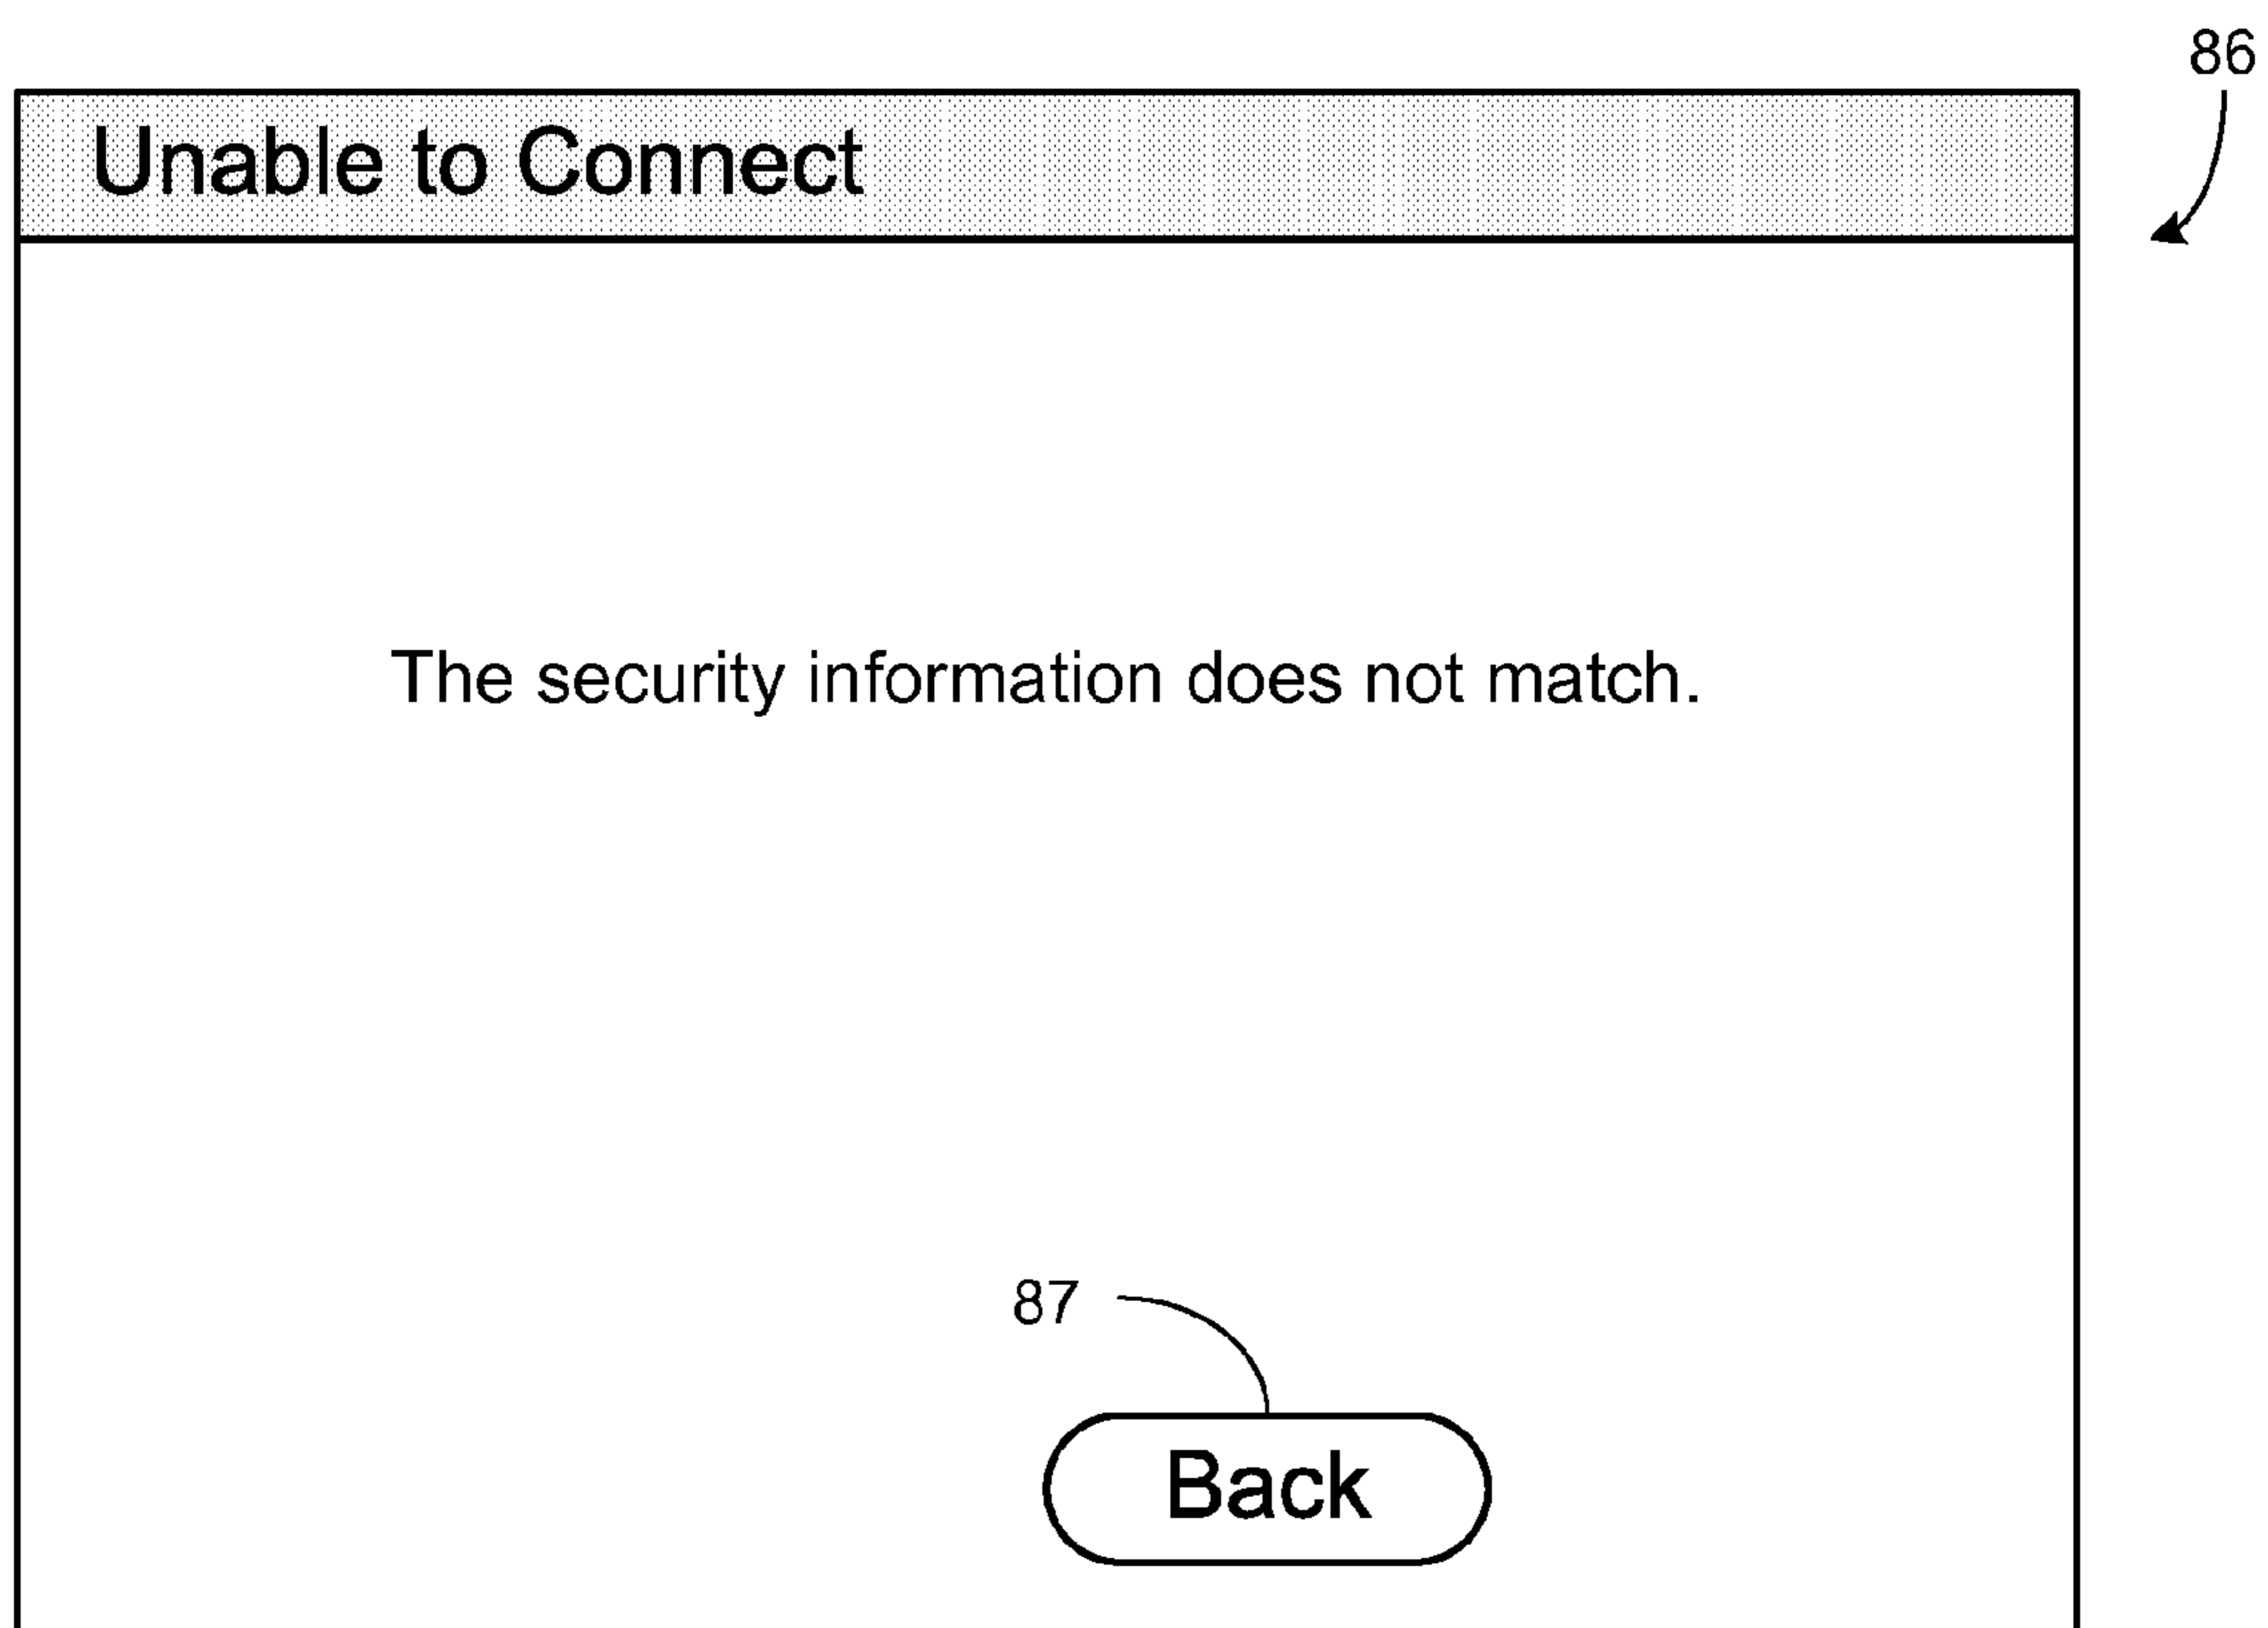 86
Unable to Connect
The security information does not match.
87
Back